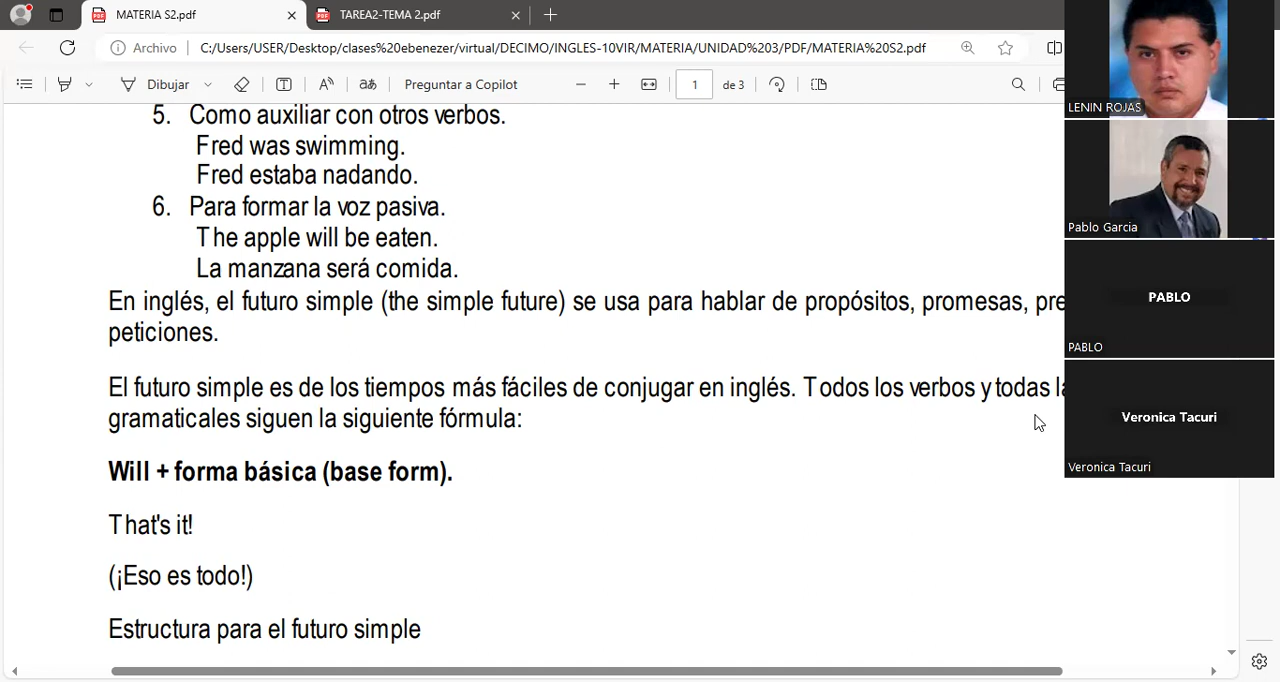 MATERIA S2.pdf
TAREA2-TEMA 2.pdf
Archivo
C:/Users/USER/Desktop/clases%20ebenezer/virtual/DECIMO/INGLES-10VIR/MATERIA/UNIDAD%203/PDF/MATERIA%20S2.pdf
Dibujar
Preguntar a Copilot
1
de 3
5. Como auxiliar con otros verbos.
Fred was swimming.
Fred estaba nadando.
6. Para formar la voz pasiva.
The apple will be eaten.
La manzana será comida.
En inglés, el futuro simple (the simple future) se usa para hablar de propósitos, promesas, pre
peticiones.
El futuro simple es de los tiempos más fáciles de conjugar en inglés. Todos los verbos y todas la
gramaticales siguen la siguiente fórmula:
Will + forma básica (base form).
That's it!
(¡Eso es todo!)
Estructura para el futuro simple
LENIN ROJAS
Pablo Garcia
PABLO
PABLO
Veronica Tacuri
Veronica Tacuri